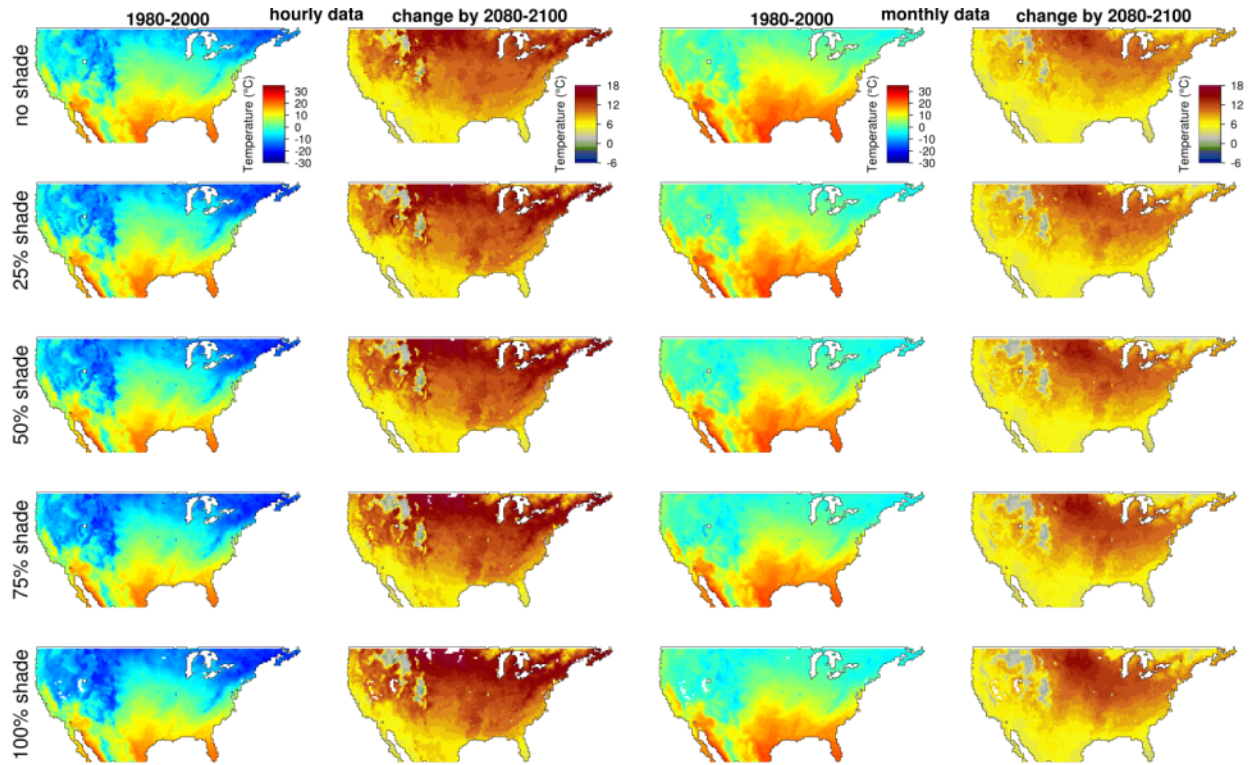 hourly data
monthly data
1980-2000
change by 2080-2100
1980-2000
change by 2080-2100
no shade
Temperature (°C)
30
20
10
0
-10
-20
-30
Temperature (°C)
18
12
6
0
-6
Temperature (°C)
30
20
10
0
-10
-20
-30
Temperature (°C)
18
12
6
0
-6
25% shade
50% shade
75% shade
100% shade